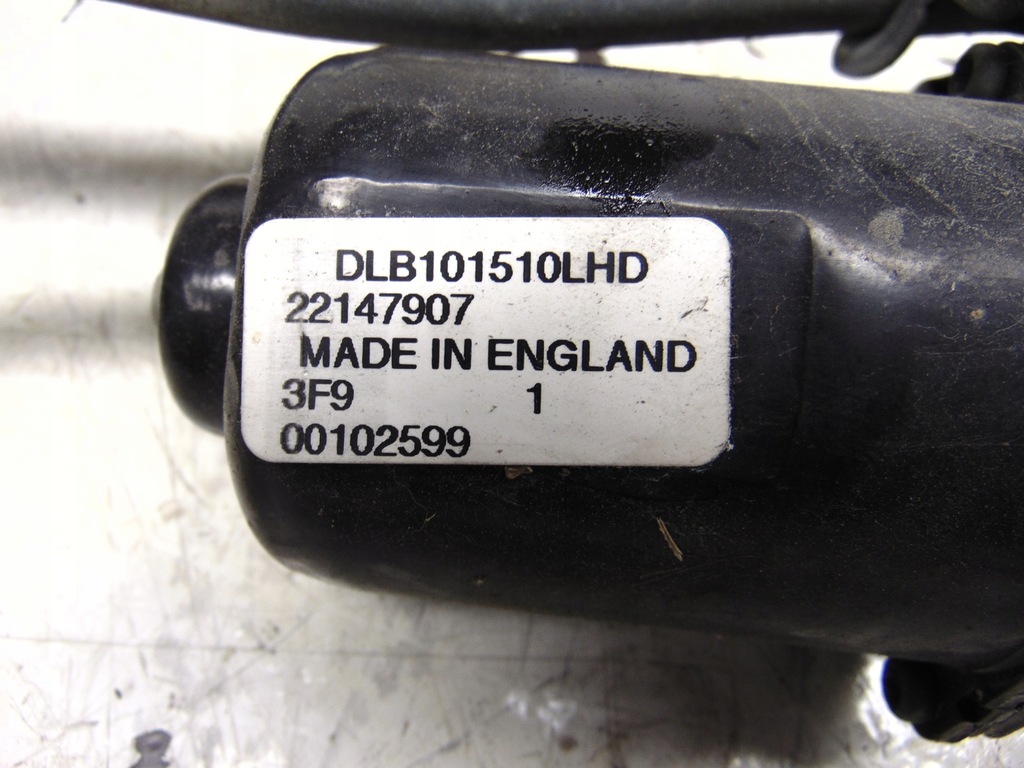 DLB101510LHD
22147907
MADE IN ENGLAND
3F9 1
00102599